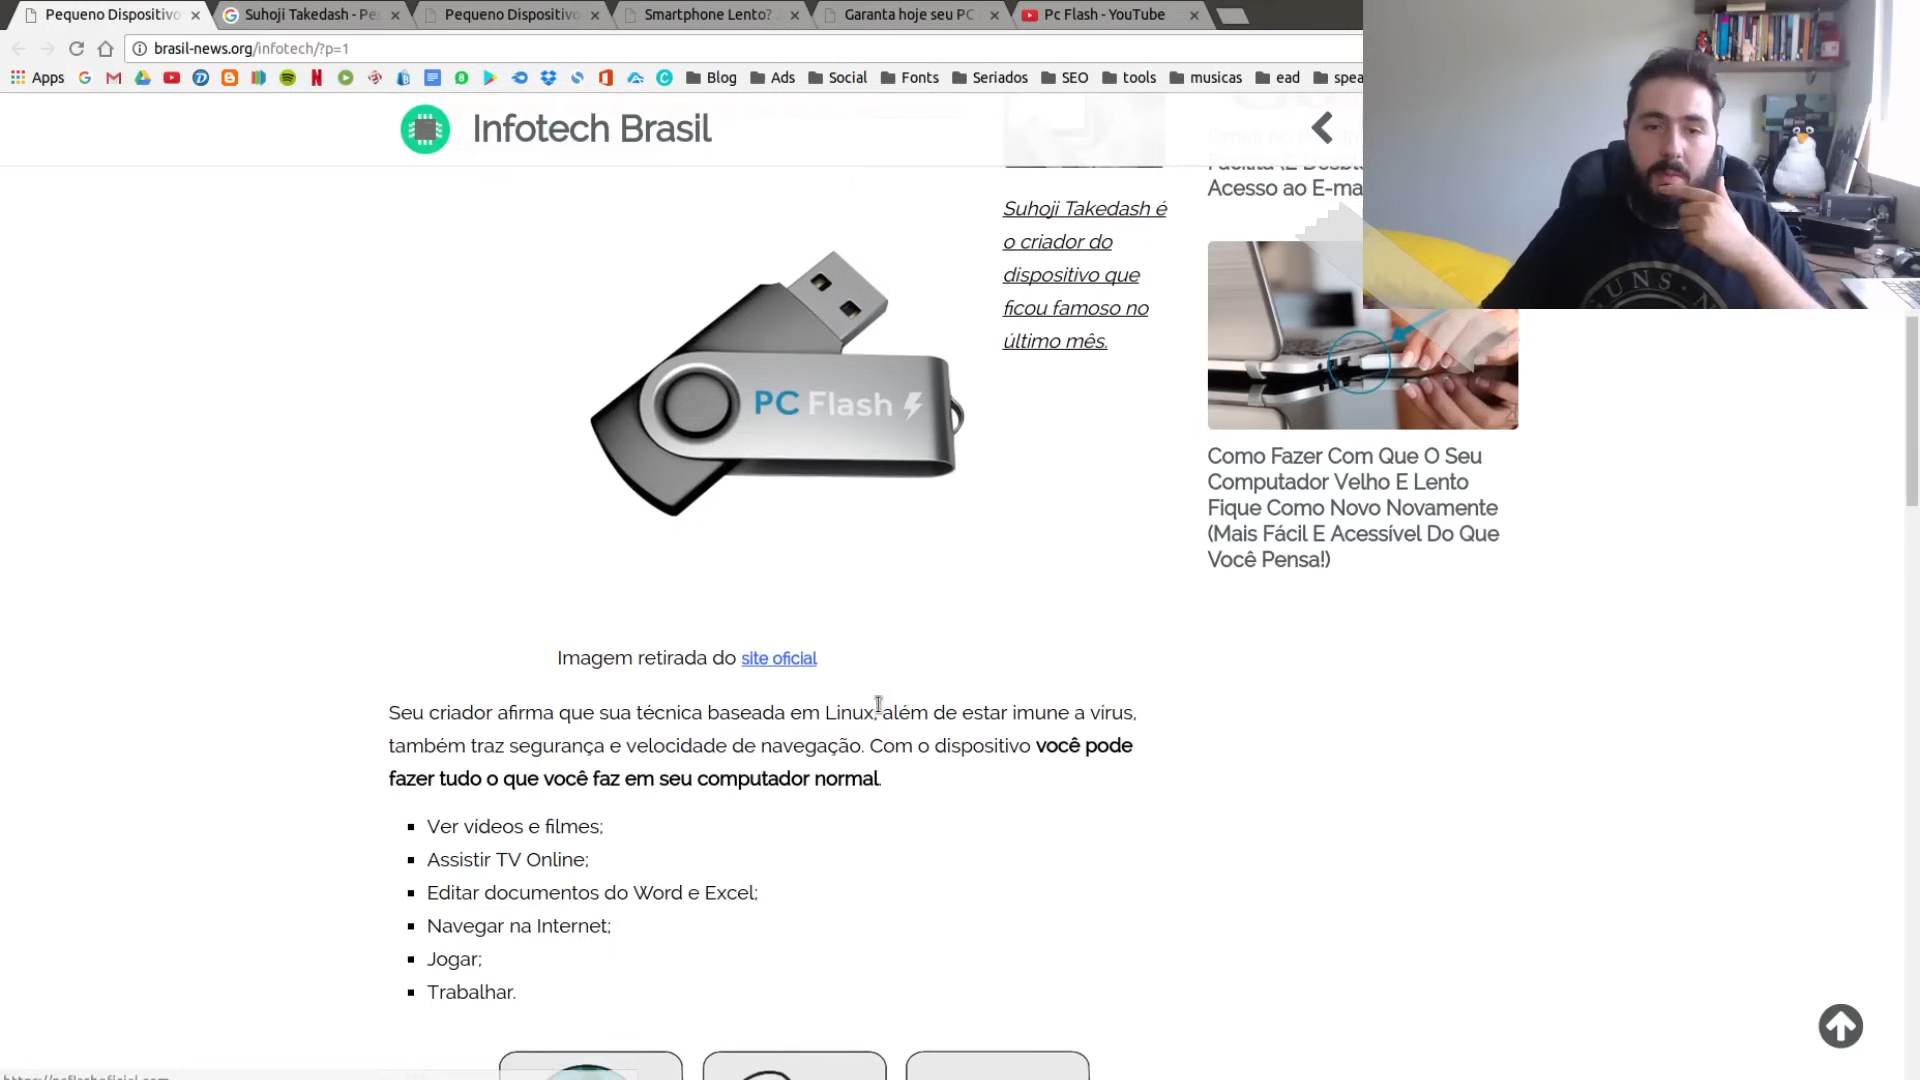 Pequeno Dispositivo
Suhoji Takedash - Pe
Pequeno Dispositivo
Smartphone Lento?
Garanta hoje seu PC
Pc Flash - YouTube
brasil-news.org/infotech/?p=1
Apps
Blog
Ads
Social
Fonts
Seriados
SEO
tools
musicas
ead
spea
Infotech Brasil
Acesso ao E-ma
Suhoji Takedash é
o criador do
dispositivo que
ficou famoso no
último mês.
PC Flash
Como Fazer Com Que O Seu
Computador Velho E Lento
Fique Como Novo Novamente
(Mais Fácil E Acessível Do Que
Você Pensa!)
Imagem retirada do site oficial
Seu criador afirma que sua técnica baseada em Linux, além de estar imune a vírus,
também traz segurança e velocidade de navegação. Com o dispositivo você pode
fazer tudo o que você faz em seu computador normal.
Ver vídeos e filmes;
Assistir TV Online;
Editar documentos do Word e Excel;
Navegar na Internet;
Jogar;
Trabalhar.